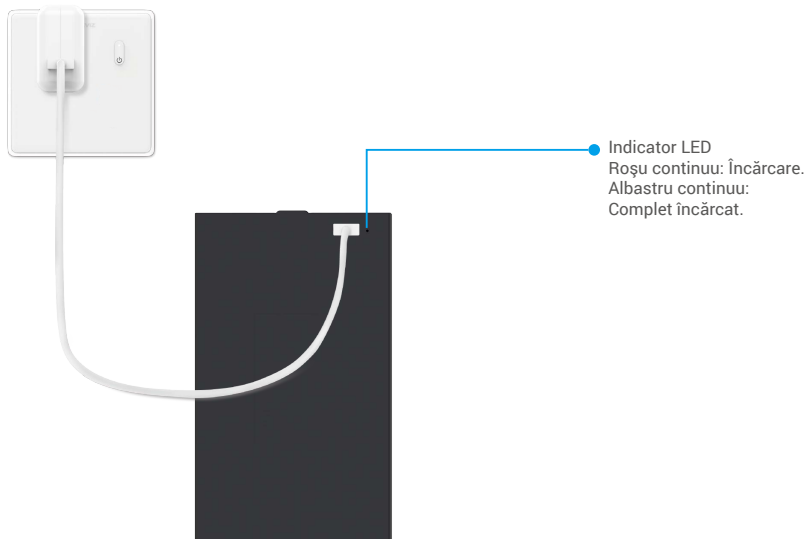 Indicator LED
Roşu continuu: Încărcare.
Albastru continuu:
Complet încărcat.